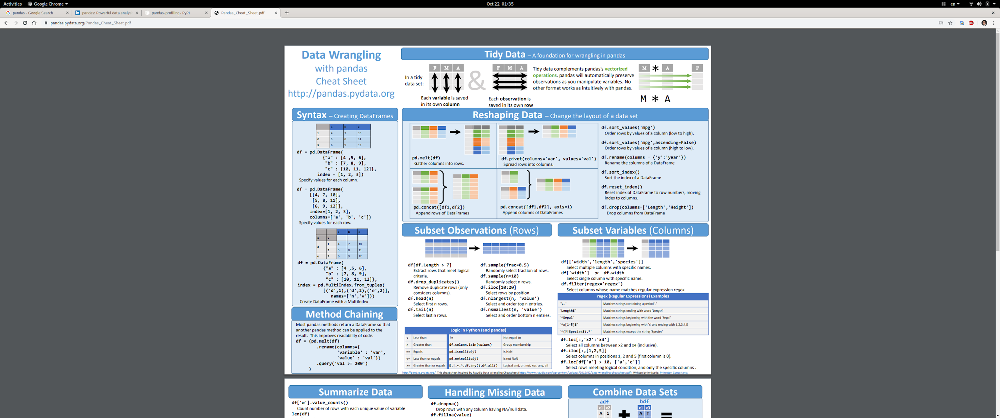 Activities
Google Chrome
Oct 22 01:35
en
pandas - Google Search
pandas: Powerful data analysi
pandas-profiling · PyPI
Pandas_Cheat_Sheet.pdf
pandas.pydata.org/Pandas_Cheat_Sheet.pdf
ABP
Data Wrangling
with pandas
Cheat Sheet
http://pandas.pydata.org
Tidy Data – A foundation for wrangling in pandas
In a tidy
data set:
F M A
&
F M A
Each variable is saved
in its own column
Each observation is
saved in its own row
Tidy data complements pandas's vectorized
operations. pandas will automatically preserve
observations as you manipulate variables. No
other format works as intuitively with pandas.
M * A F
M * A
Syntax – Creating DataFrames
a b c
1 4 7 10
2 5 8 11
3 6 9 12
df = pd.DataFrame(
{"a" : [4 ,5, 6],
"b" : [7, 8, 9],
"c" : [10, 11, 12]},
index = [1, 2, 3])
Specify values for each column.
df = pd.DataFrame(
[[4, 7, 10],
[5, 8, 11],
[6, 9, 12]],
index=[1, 2, 3],
columns=['a', 'b', 'c'])
Specify values for each row.
a b c
n v
d 1 4 7 10
2 5 8 11
e 2 6 9 12
df = pd.DataFrame(
{"a" : [4 ,5, 6],
"b" : [7, 8, 9],
"c" : [10, 11, 12]},
index = pd.MultiIndex.from_tuples(
[('d',1),('d',2),('e',2)],
names=['n','v']))
Create DataFrame with a MultiIndex
Method Chaining
Most pandas methods return a DataFrame so that
another pandas method can be applied to the
result. This improves readability of code.
df = (pd.melt(df)
.rename(columns={
'variable' : 'var',
'value' : 'val'})
.query('val >= 200')
)
Reshaping Data – Change the layout of a data set
pd.melt(df)
Gather columns into rows.
df.pivot(columns='var', values='val')
Spread rows into columns.
pd.concat([df1,df2])
Append rows of DataFrames
pd.concat([df1,df2], axis=1)
Append columns of DataFrames
df.sort_values('mpg')
Order rows by values of a column (low to high).
df.sort_values('mpg',ascending=False)
Order rows by values of a column (high to low).
df.rename(columns = {'y':'year'})
Rename the columns of a DataFrame
df.sort_index()
Sort the index of a DataFrame
df.reset_index()
Reset index of DataFrame to row numbers, moving
index to columns.
df.drop(columns=['Length','Height'])
Drop columns from DataFrame
Subset Observations (Rows)
df[df.Length > 7]
Extract rows that meet logical
criteria.
df.drop_duplicates()
Remove duplicate rows (only
considers columns).
df.head(n)
Select first n rows.
df.tail(n)
Select last n rows.
df.sample(frac=0.5)
Randomly select fraction of rows.
df.sample(n=10)
Randomly select n rows.
df.iloc[10:20]
Select rows by position.
df.nlargest(n, 'value')
Select and order top n entries.
df.nsmallest(n, 'value')
Select and order bottom n entries.
Logic in Python (and pandas)
< Less than != Not equal to
> Greater than df.column.isin(values) Group membership
== Equals pd.isnull(obj) Is NaN
<= Less than or equals pd.notnull(obj) Is not NaN
>= Greater than or equals &,|,~,^,df.any(),df.all() Logical and, or, not, xor, any, all
Subset Variables (Columns)
df[['width','length','species']]
Select multiple columns with specific names.
df['width'] or df.width
Select single column with specific name.
df.filter(regex='regex')
Select columns whose name matches regular expression regex.
regex (Regular Expressions) Examples
'\.' Matches strings containing a period '.'
'Length$' Matches strings ending with word 'Length'
'^Sepal' Matches strings beginning with the word 'Sepal'
'^x[1-5]$' Matches strings beginning with 'x' and ending with 1,2,3,4,5
'^(?!Species$).*' Matches strings except the string 'Species'
df.loc[:,'x2':'x4']
Select all columns between x2 and x4 (inclusive).
df.iloc[:,[1,2,5]]
Select columns in positions 1, 2 and 5 (first column is 0).
df.loc[df['a'] > 10, ['a','c']]
Select rows meeting logical condition, and only the specific columns .
http://pandas.pydata.org/ This cheat sheet inspired by Rstudio Data Wrangling Cheatsheet (https://www.rstudio.com/wp-content/uploads/2015/02/data-wrangling-cheatsheet.pdf) Written by Irv Lustig, Princeton Consultants
Summarize Data
df['w'].value_counts()
Count number of rows with each unique value of variable
len(df)
Handling Missing Data
df.dropna()
Drop rows with any column having NA/null data.
df.fillna(value)
Combine Data Sets
adf bdf
x1 x2 x1 x3
A 1 + A T =